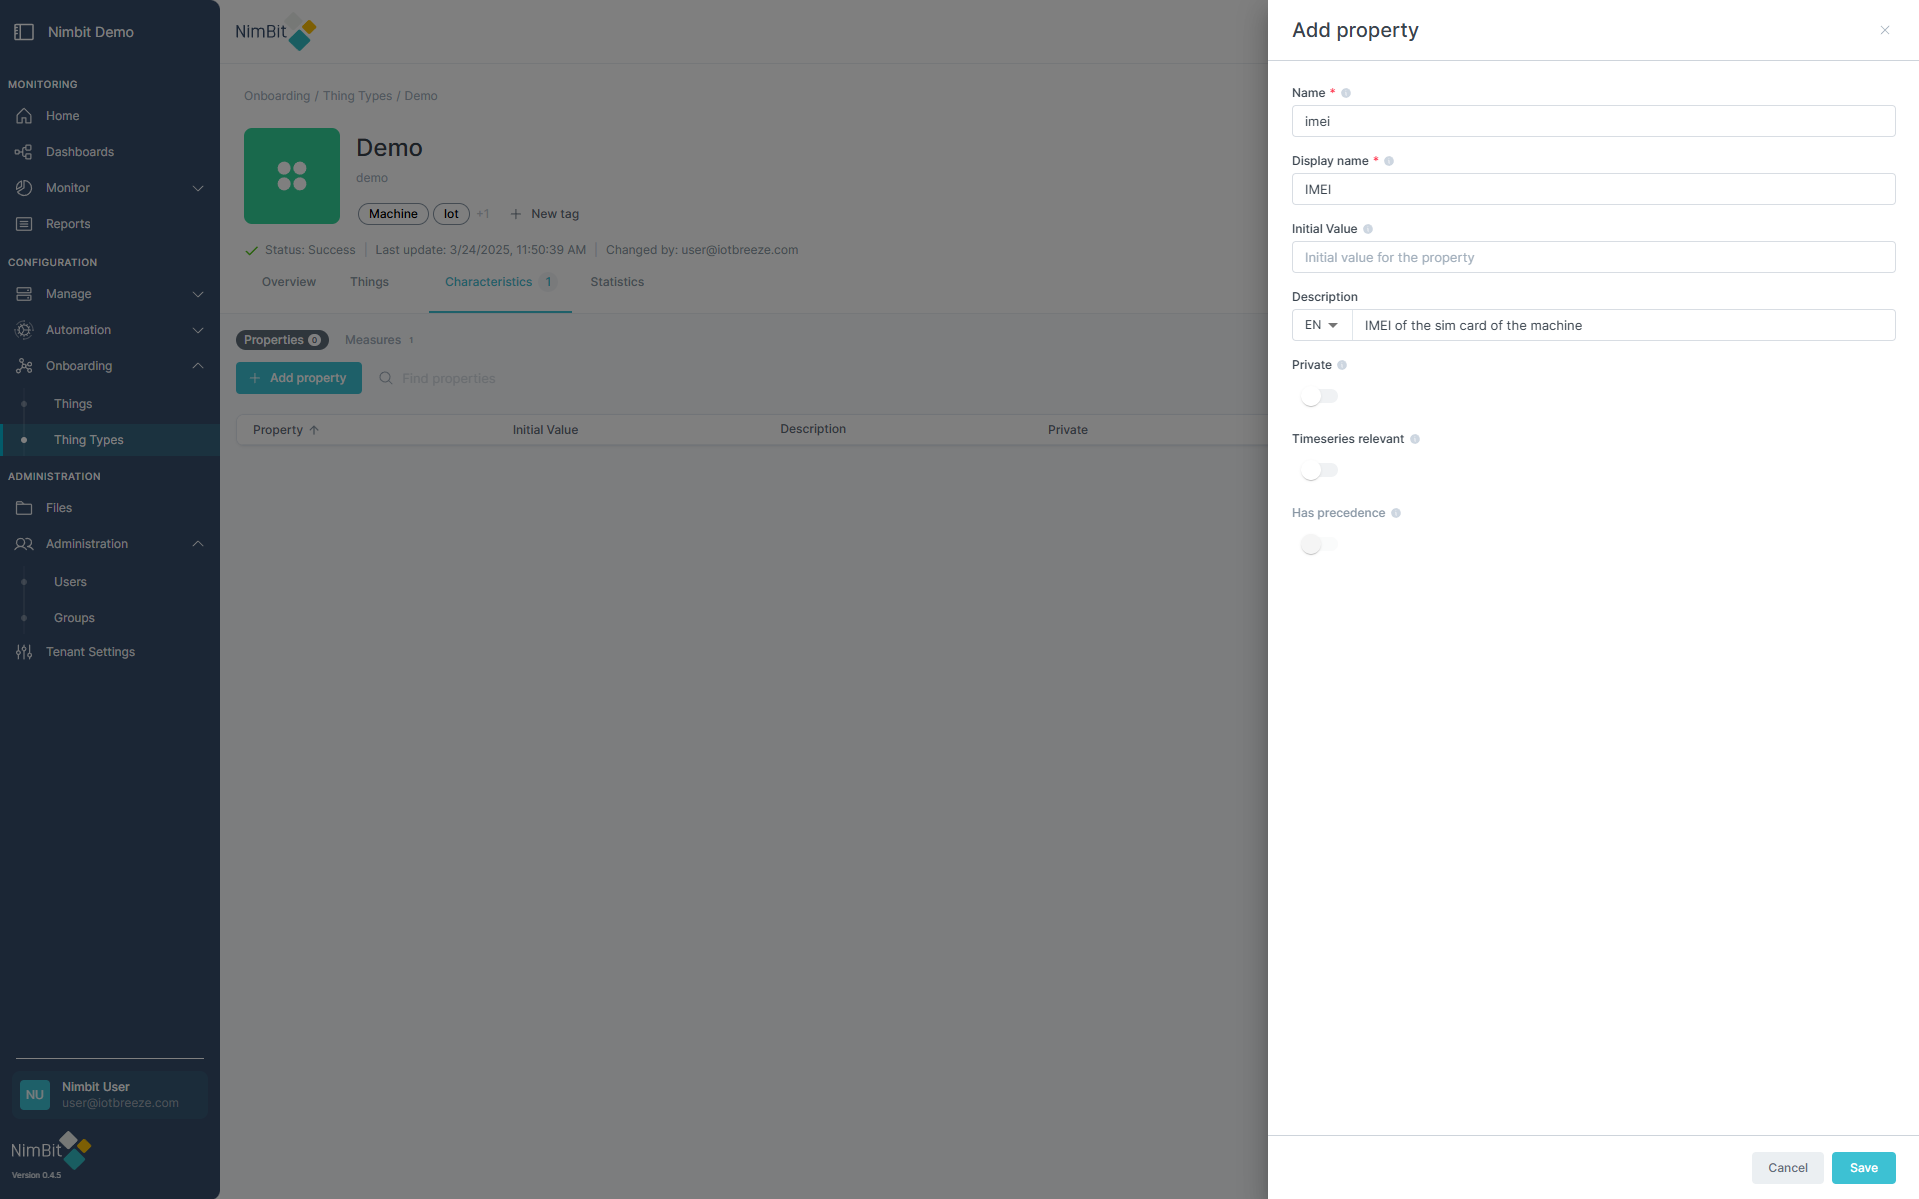 Nimbit Demo
MONITORING
Home
Dashboards
Monitor
Reports
CONFIGURATION
Manage
Automation
Onboarding
Things
Thing Types
ADMINISTRATION
Files
Administration
Users
Groups
Tenant Settings
NU
Nimbit User
user@iotbreeze.com
NimBit
Version 0.4.5
NimBit
Onboarding / Thing Types / Demo
Demo
demo
Machine Iot +1 New tag
Status: Success Last update: 3/24/2025, 11:50:39 AM Changed by: user@iotbreeze.com
Overview Things Characteristics 1 Statistics
Properties 0 Measures 1
Add property Find properties
Property Initial Value Description Private
Add property
Name *
imei
Display name *
IMEI
Initial Value
Initial value for the property
Description
EN IMEI of the sim card of the machine
Private
Timeseries relevant
Has precedence
Cancel Save